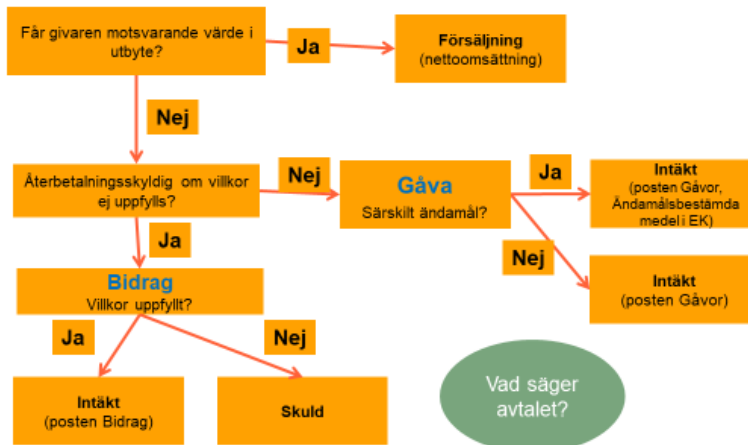 Får givaren motsvarande värde i
utbyte?
Ja
Försäljning
(nettoomsättning)
Nej
Återbetalningsskyldig om villkor
ej uppfylls?
Nej
Gåva
Särskilt ändamål?
Ja
Intäkt
(posten Gåvor,
Ändamålsbestämda
medel i EK)
Ja
Nej
Bidrag
Villkor uppfyllt?
Intäkt
(posten Gåvor)
Ja
Nej
Intäkt
(posten Bidrag)
Skuld
Vad säger
avtalet?